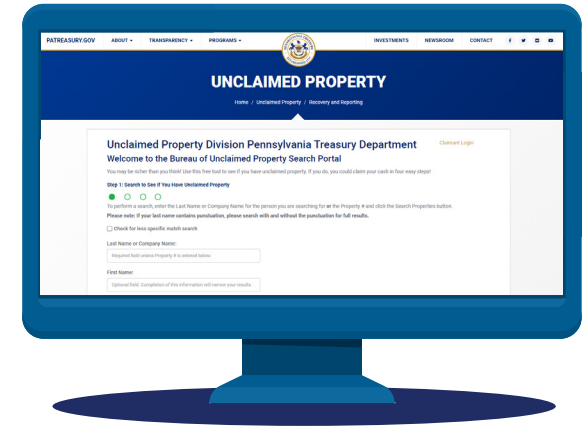 PATREASURY.GOV ABOUT TRANSPARENCY PROGRAMS INVESTMENTS NEWSROOM CONTACT
UNCLAIMED PROPERTY
Home / Unclaimed Property / Recovery and Reporting
Unclaimed Property Division Pennsylvania Treasury Department
Claimant Login
Welcome to the Bureau of Unclaimed Property Search Portal
You may be richer than you think! Use this free tool to see if you have unclaimed property. If you do, you could claim your cash in four easy steps!
Step 1: Search to See If You Have Unclaimed Property
To perform a search, enter the Last Name or Company Name for the person you are searching for or the Property # and click the Search Properties button.
Please note: If your last name contains punctuation, please search with and without the punctuation for full results.
Check for less specific match search
Last Name or Company Name:
Required field unless Property # is entered below
First Name:
Optional field. Completion of this information will narrow your results.